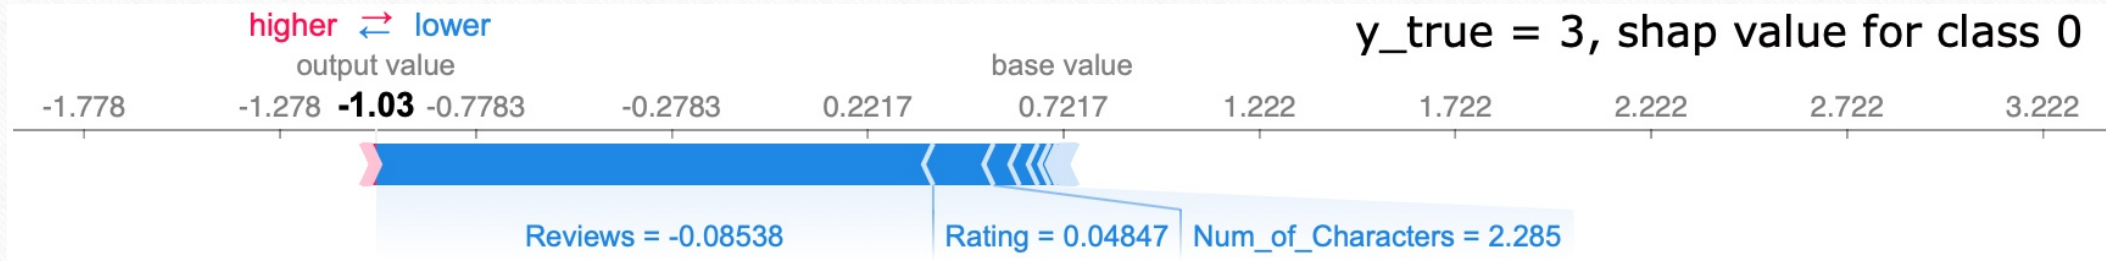 higher ⇄ lower
y_true = 3, shap value for class 0
output value base value
-1.778 -1.278 -1.03 -0.7783 -0.2783 0.2217 0.7217 1.222 1.722 2.222 2.722 3.222
Reviews = -0.08538 Rating = 0.04847 Num_of_Characters = 2.285